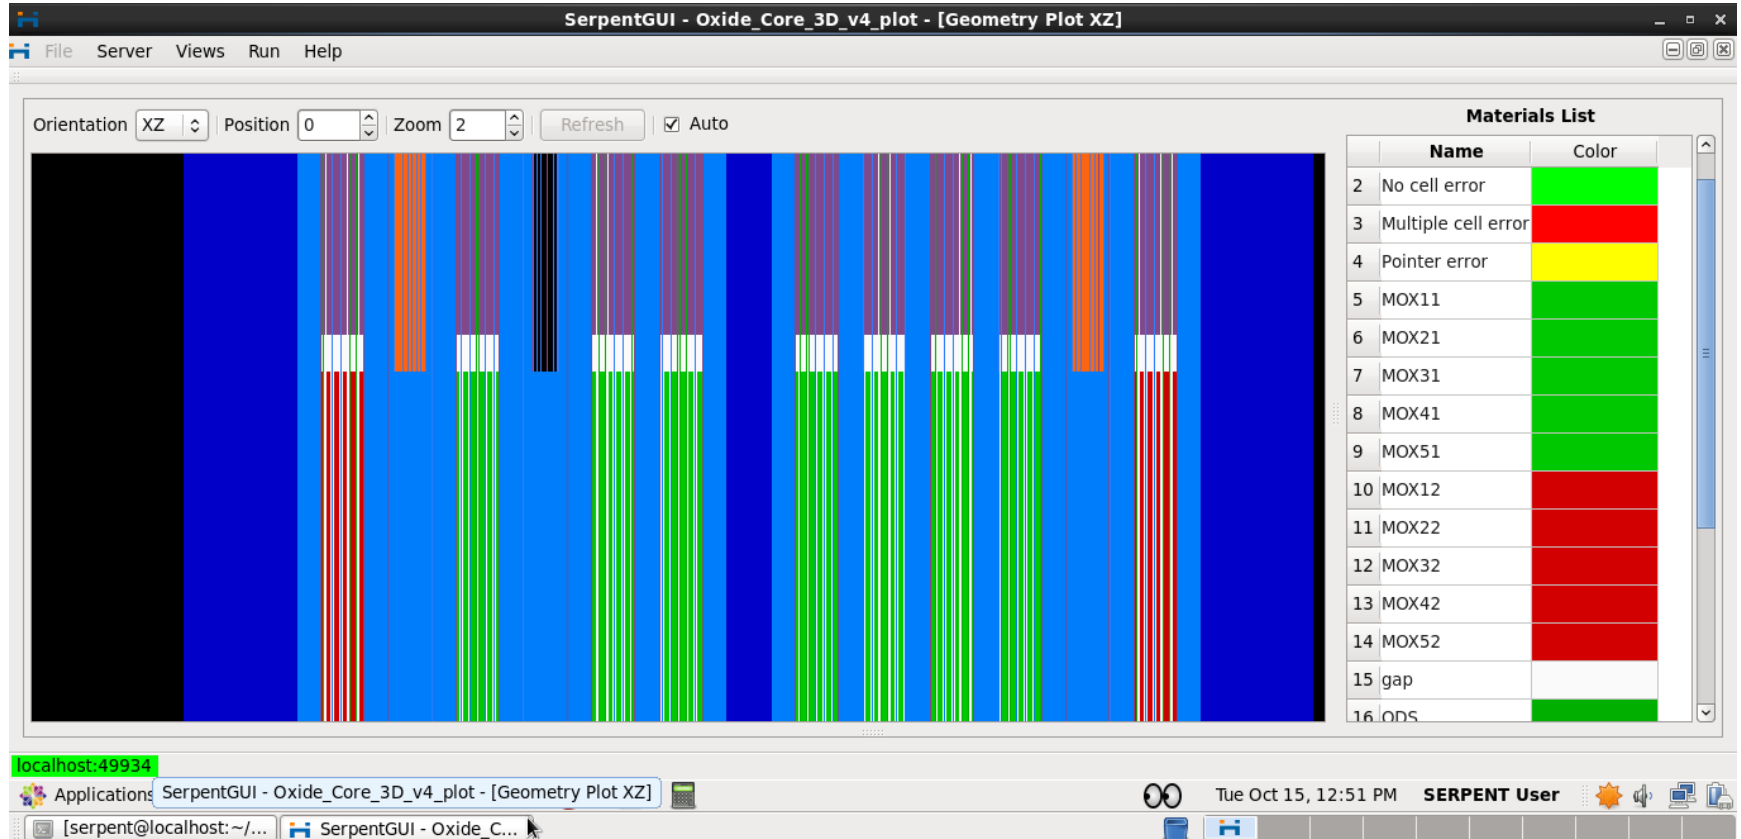 SerpentGUI - Oxide_Core_3D_v4_plot - [Geometry Plot XZ]
File Server Views Run Help
Orientation XZ Position 0 Zoom 2 Refresh Auto
Materials List
Name Color
2 No cell error
3 Multiple cell error
4 Pointer error
5 MOX11
6 MOX21
7 MOX31
8 MOX41
9 MOX51
10 MOX12
11 MOX22
12 MOX32
13 MOX42
14 MOX52
15 gap
16 ODS
localhost:49934
Applications SerpentGUI - Oxide_Core_3D_v4_plot - [Geometry Plot XZ] Tue Oct 15, 12:51 PM SERPENT User
[serpent@localhost:~/... SerpentGUI - Oxide_C...